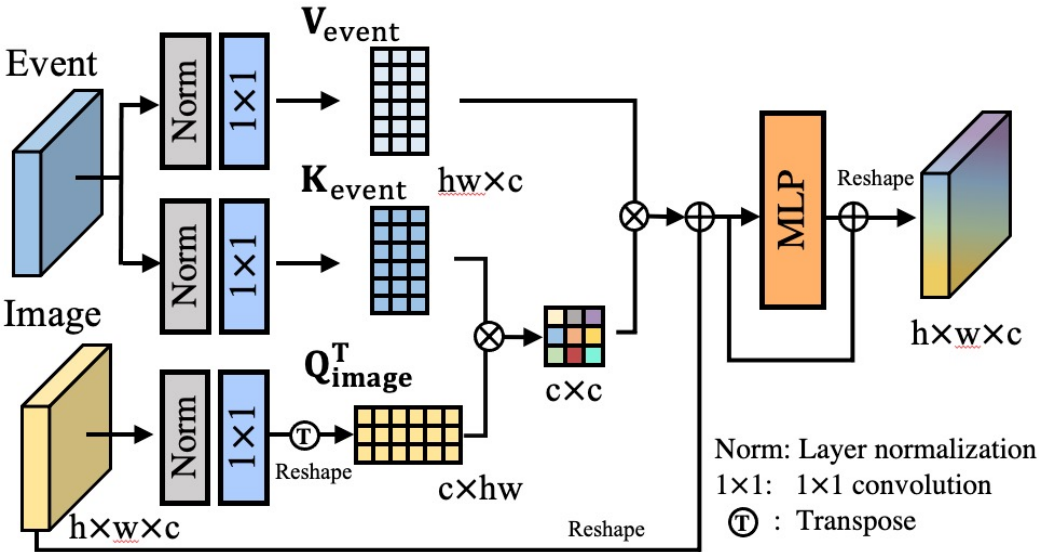 V_event
Event
Norm
1×1
K_event
hw×c
Norm
1×1
Image
Q^T_image
Norm
1×1
T
Reshape
c×hw
h×w×c
c×c
Reshape
MLP
Reshape
h×w×c
Norm: Layer normalization
1×1: 1×1 convolution
T : Transpose